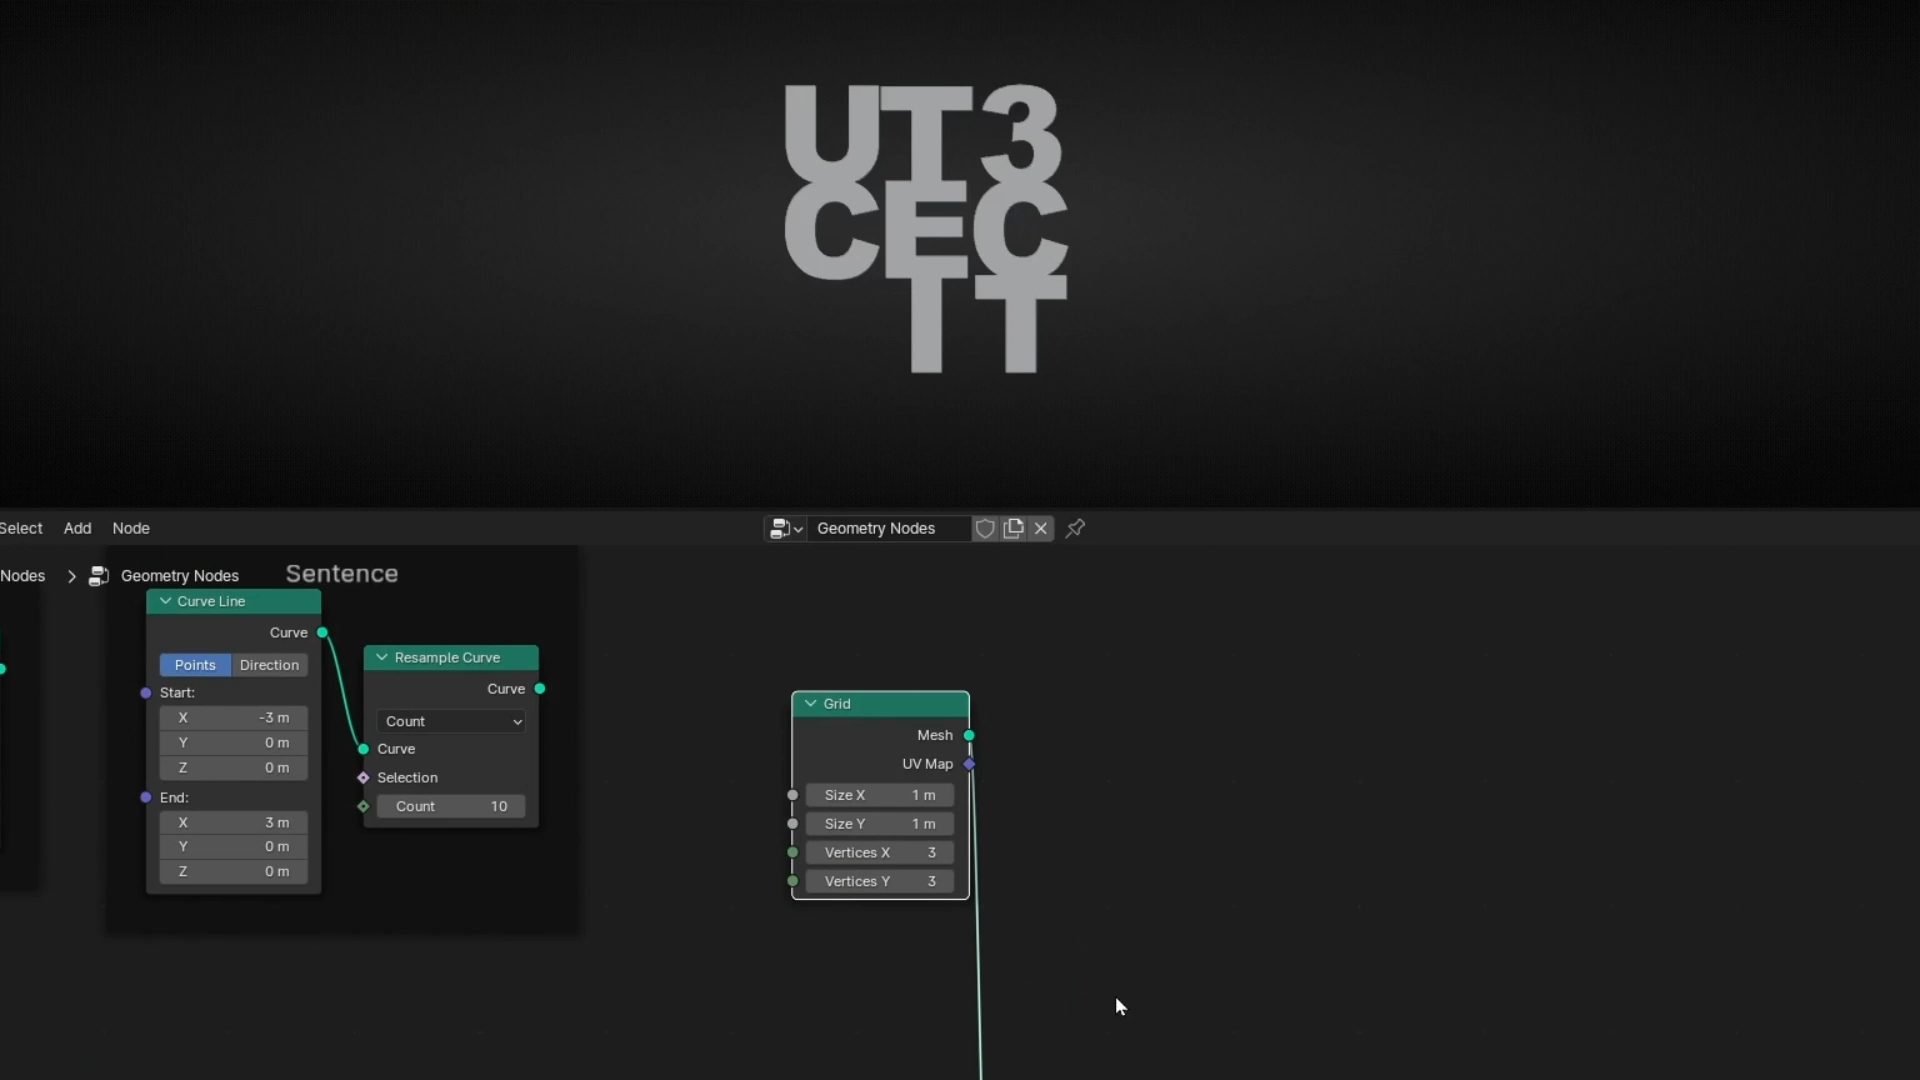 UT3
CEC
TT
Select Add Node
Geometry Nodes
Nodes > Geometry Nodes
Sentence
Curve Line
Curve
Points Direction
Start:
X -3 m
Y 0 m
Z 0 m
End:
X 3 m
Y 0 m
Z 0 m
Resample Curve
Curve
Count
Curve
Selection
Count 10
Grid
Mesh
UV Map
Size X 1 m
Size Y 1 m
Vertices X 3
Vertices Y 3